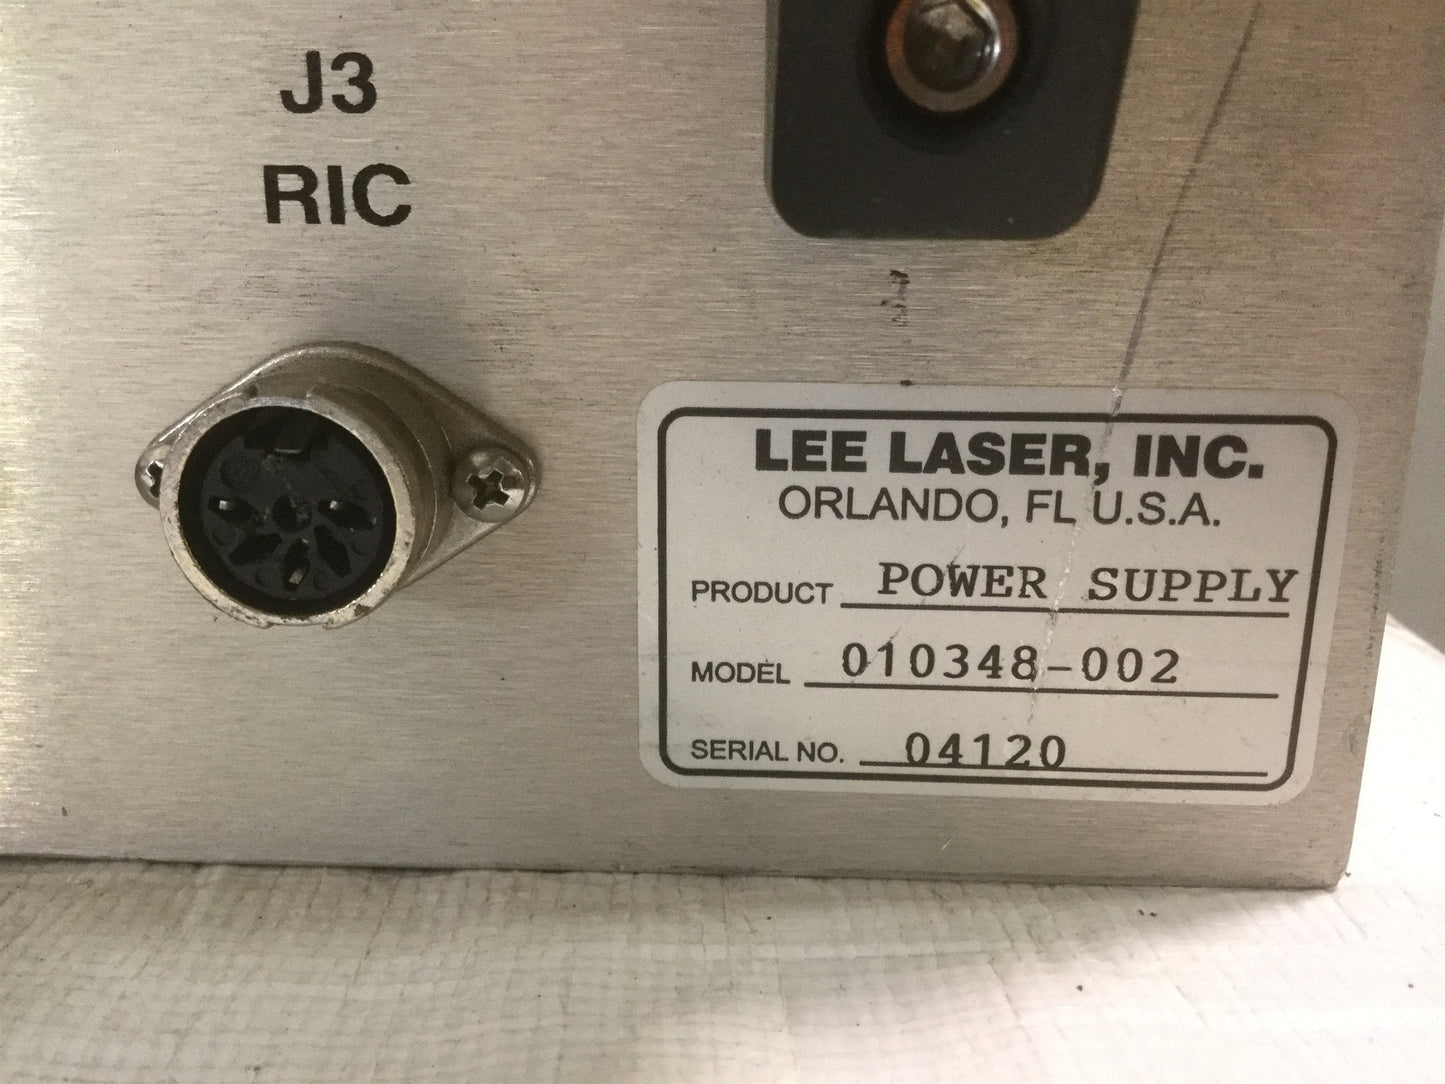 J3
RIC
LEE LASER, INC.
ORLANDO, FL U.S.A.
PRODUCT POWER SUPPLY
MODEL 010348-002
SERIAL NO. 04120